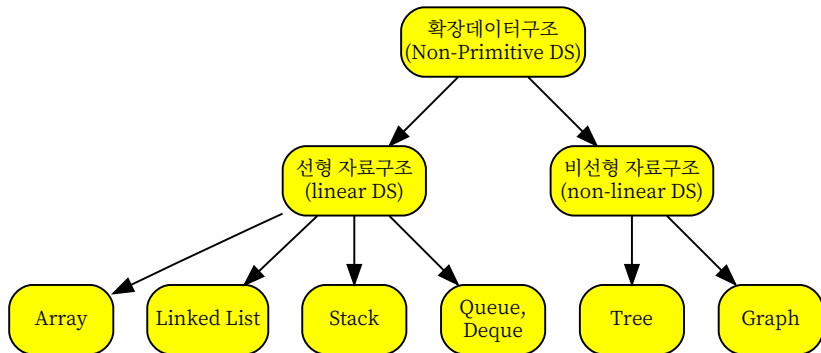 확장데이터구조
(Non-Primitive DS)
선형 자료구조
(linear DS)
비선형 자료구조
(non-linear DS)
Array
Linked List
Stack
Queue,
Deque
Tree
Graph